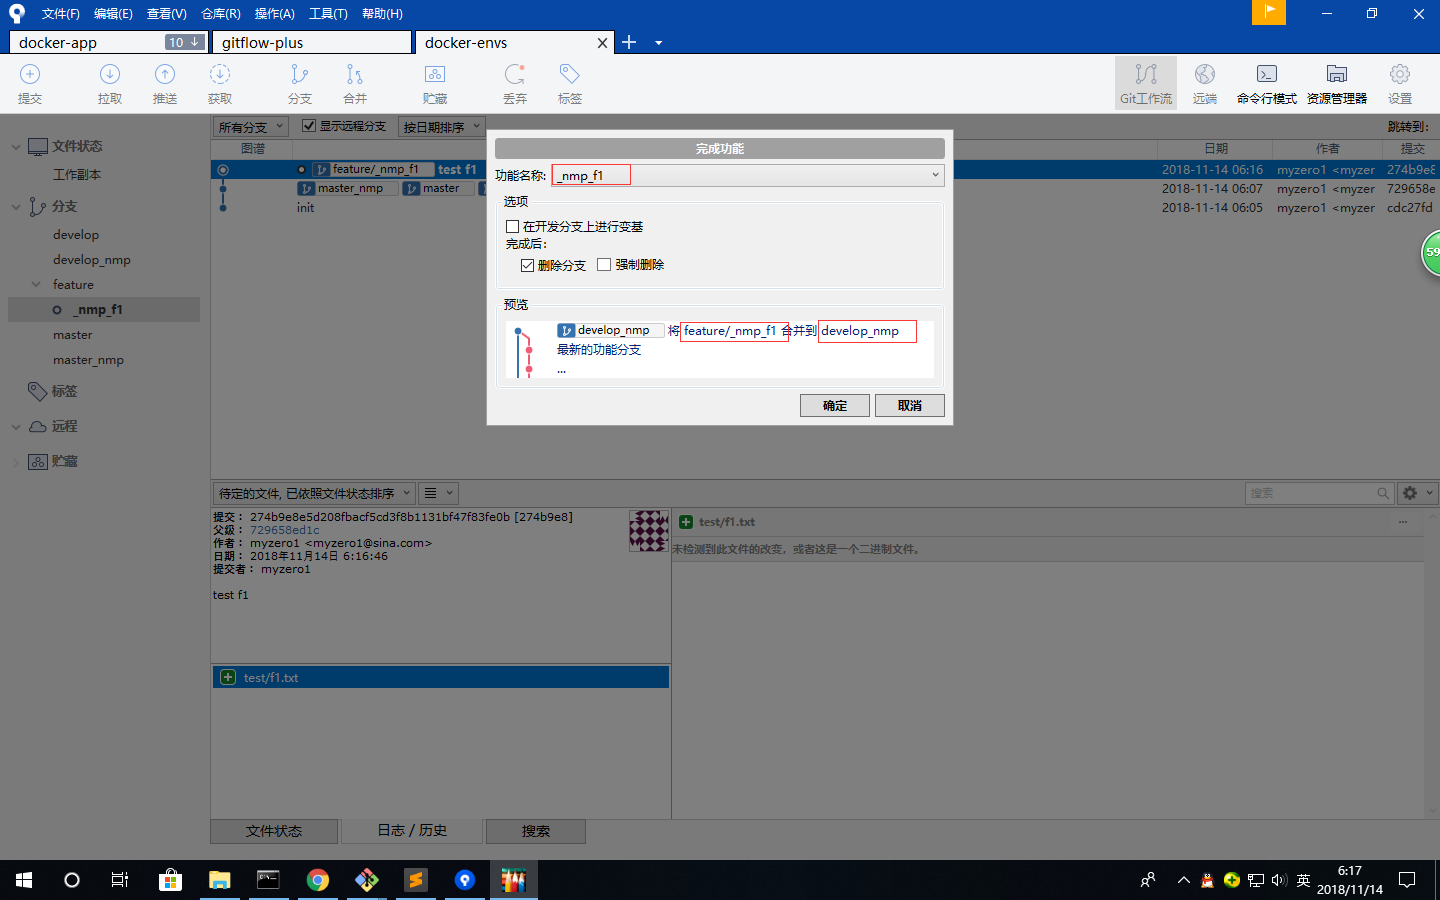 文件(F) 编辑(E) 查看(V) 仓库(R) 操作(A) 工具(T) 帮助(H)
docker-app 10 ↓ gitflow-plus docker-envs
提交 拉取 推送 获取 分支 合并 贮藏 丢弃 标签 Git工作流 远端 命令行模式 资源管理器 设置
文件状态
工作副本
分支
develop
develop_nmp
feature
_nmp_f1
master
master_nmp
标签
远程
贮藏
所有分支 显示远程分支 按日期排序 跳转到:
图谱 日期 作者 提交
feature/_nmp_f1 test f1 2018-11-14 06:16 myzero1 <myzer 274b9e8
master_nmp master 2018-11-14 06:07 myzero1 <myzer 729658e
init 2018-11-14 06:05 myzero1 <myzer cdc27fd
完成功能
功能名称: _nmp_f1
选项
在开发分支上进行变基
完成后:
删除分支 强制删除
预览
develop_nmp 将 feature/_nmp_f1 合并到 develop_nmp
最新的功能分支
...
确定 取消
59
待定的文件, 已依照文件状态排序 搜索
提交: 274b9e8e5d208fbacf5cd3f8b1131bf47f83fe0b [274b9e8]
父级: 729658ed1c
作者: myzero1 <myzero1@sina.com>
日期: 2018年11月14日 6:16:46
提交者: myzero1
test f1
test/f1.txt
test/f1.txt ...
未检测到此文件的改变，或者这是一个二进制文件。
文件状态 日志 / 历史 搜索
英 6:17
2018/11/14